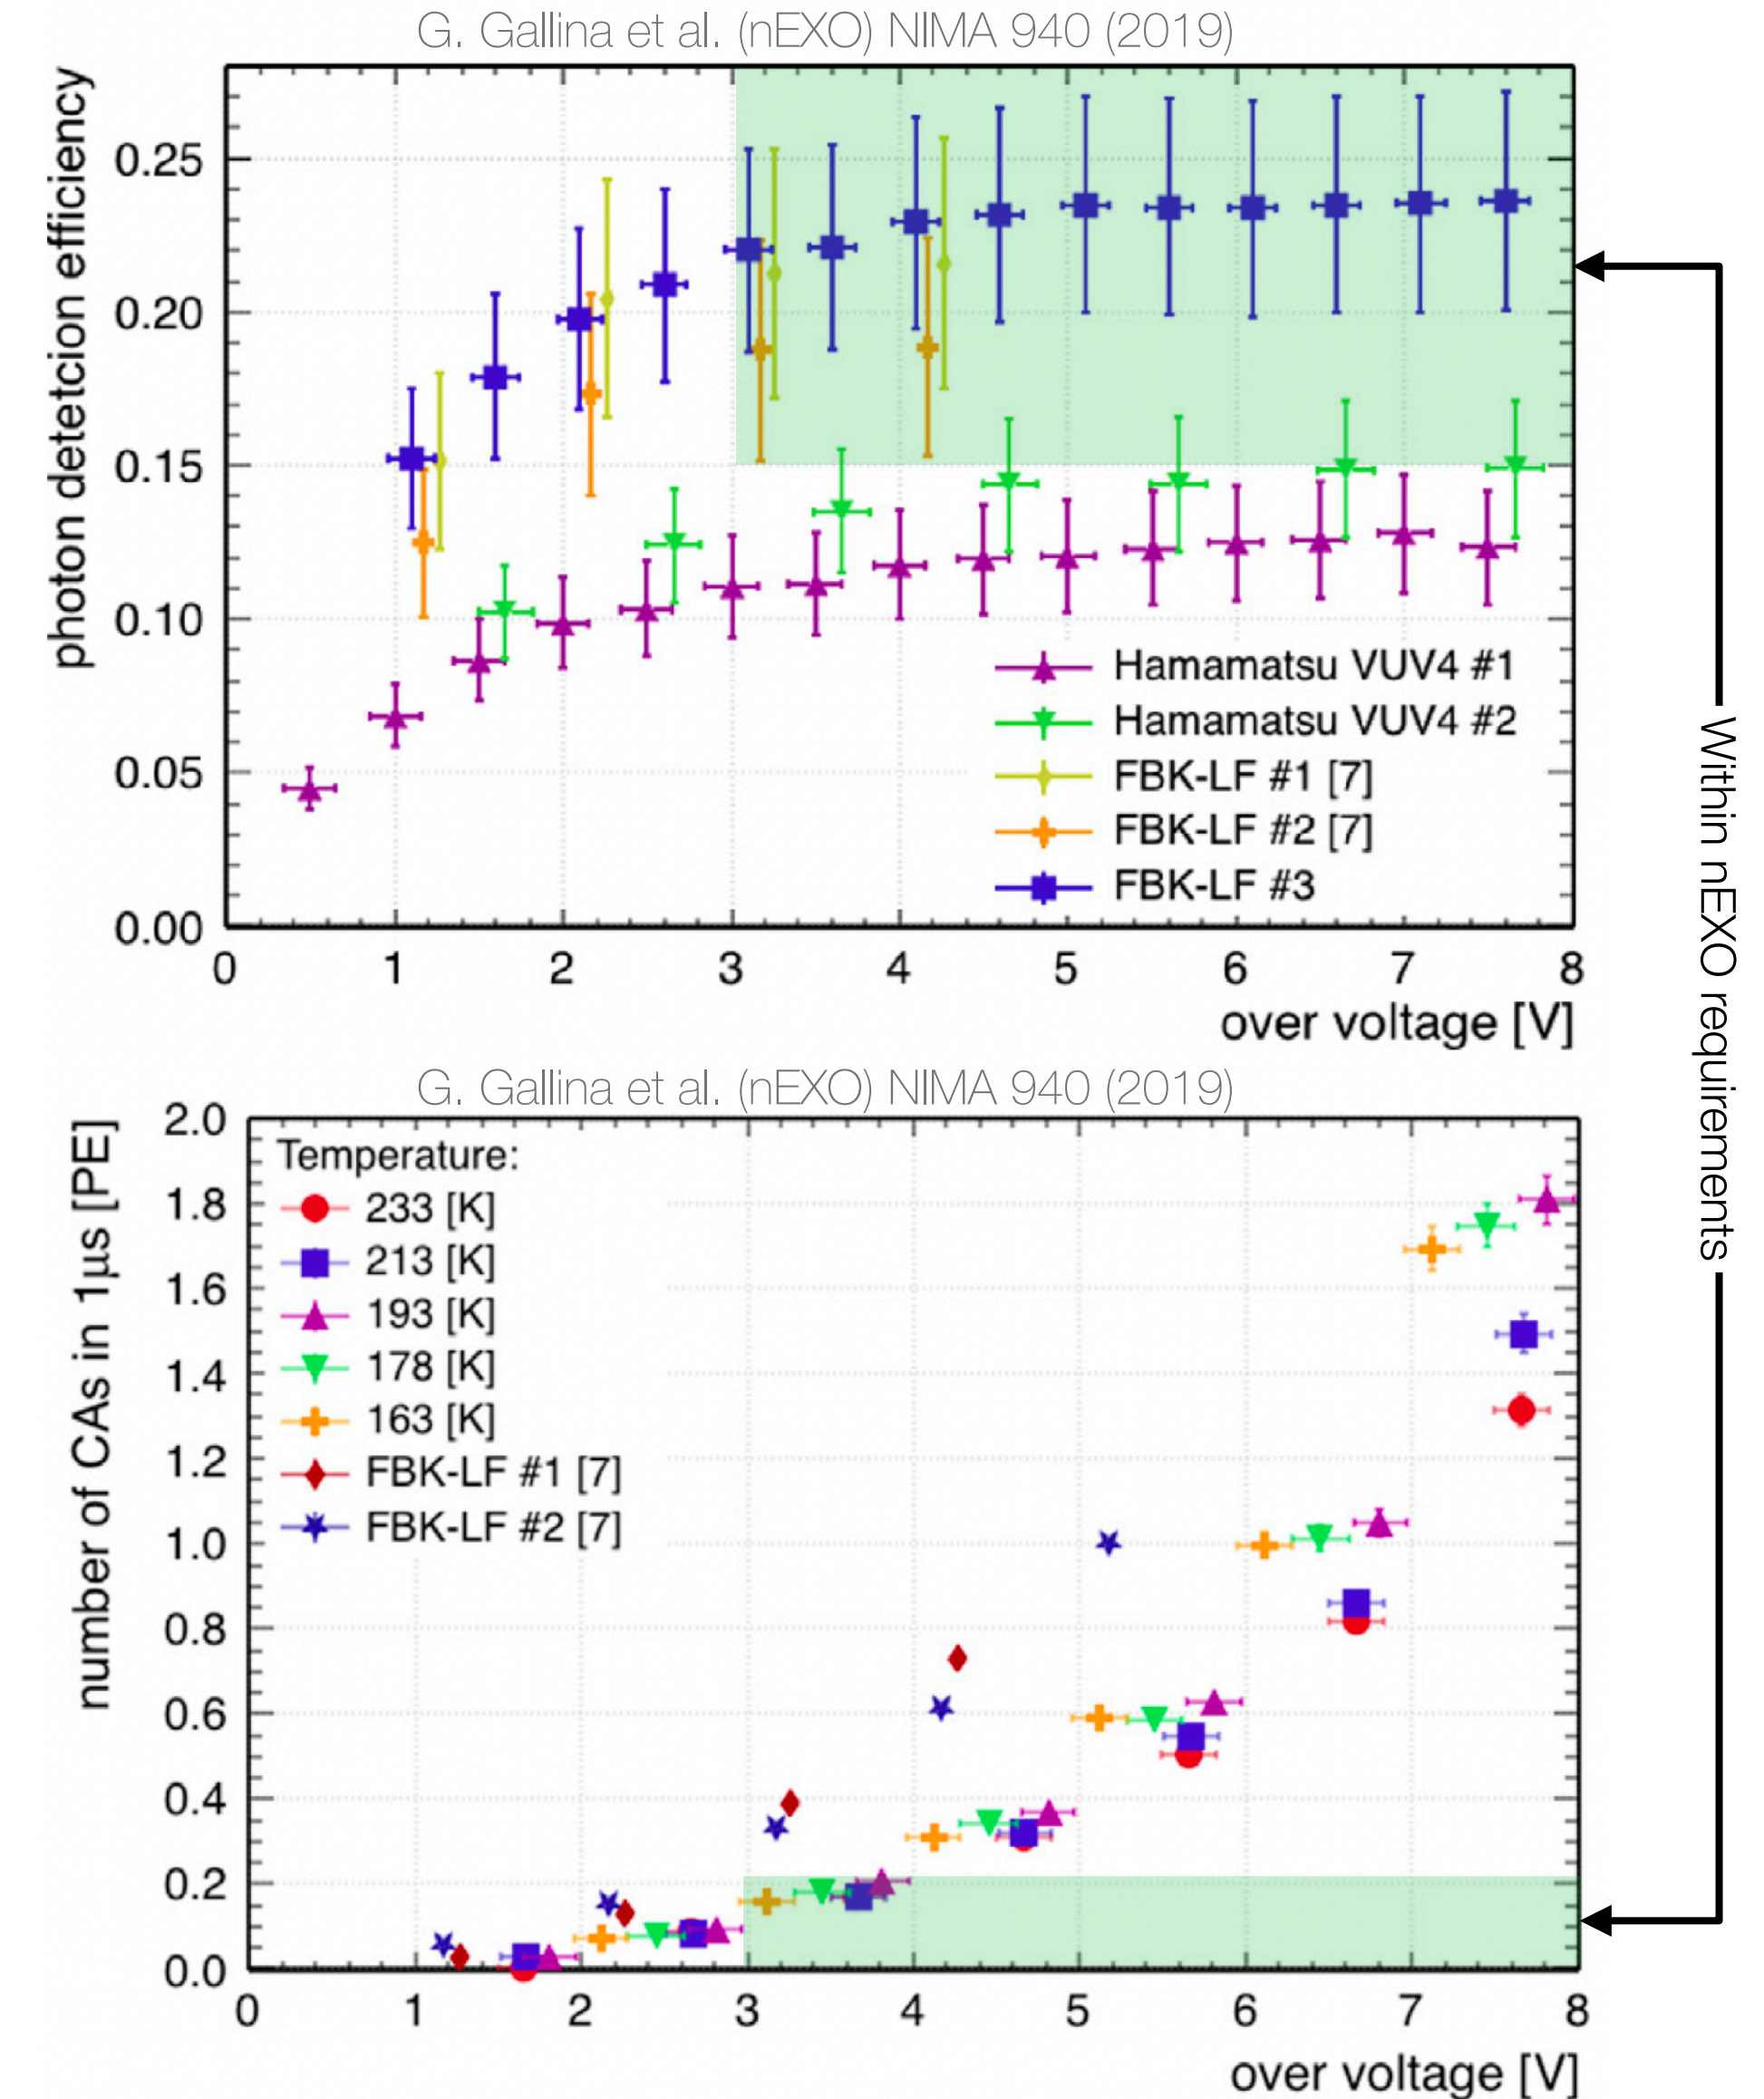 G. Gallina et al. (nEXO) NIMA 940 (2019)
photon detetcion efficiency
0.25
0.20
0.15
0.10
0.05
0.00
Hamamatsu VUV4 #1
Hamamatsu VUV4 #2
FBK-LF #1 [7]
FBK-LF #2 [7]
FBK-LF #3
0 1 2 3 4 5 6 7 8
over voltage [V]
Within nEXO requirements
G. Gallina et al. (nEXO) NIMA 940 (2019)
number of CAs in 1µs [PE]
2.0
1.8
1.6
1.4
1.2
1.0
0.8
0.6
0.4
0.2
0.0
Temperature:
233 [K]
213 [K]
193 [K]
178 [K]
163 [K]
FBK-LF #1 [7]
FBK-LF #2 [7]
0 1 2 3 4 5 6 7 8
over voltage [V]